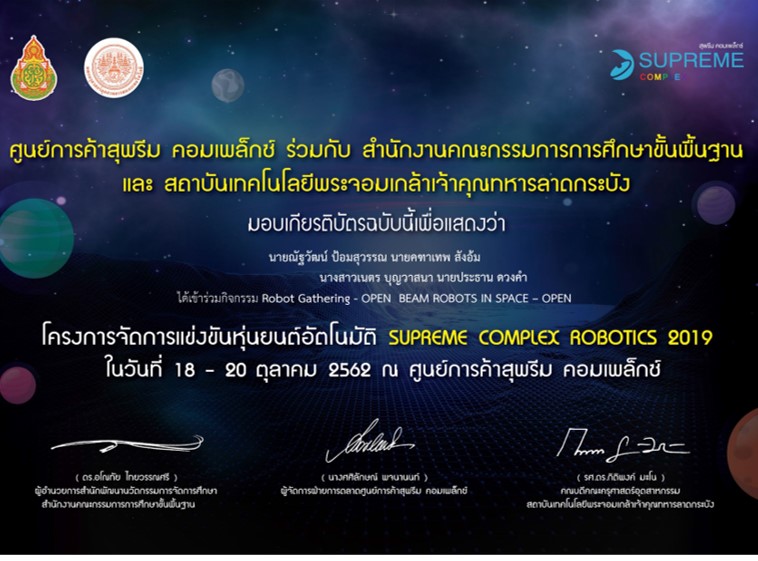 สุพรีม คอมเพล็กซ์
SUPREME
COMP E
ศูนย์การค้าสุพรีม คอมเพล็กซ์ ร่วมกับ สำนักงานคณะกรรมการการศึกษาขั้นพื้นฐาน
และ สถาบันเทคโนโลยีพระจอมเกล้าเจ้าคุณทหารลาดกระบัง
มอบเกียรติบัตรฉบับนี้เพื่อแสดงว่า
นายณัฐวัฒน์ ป้อมสุวรรณ นายคฑาเทพ สังอ้ม
นางสาวเนตร บุญวาสนา นายประธาน ดวงคำ
ได้เข้าร่วมกิจกรรม Robot Gathering - OPEN BEAM ROBOTS IN SPACE – OPEN
โครงการจัดการแข่งขันหุ่นยนต์อัตโนมัติ SUPREME COMPLEX ROBOTICS 2019
ในวันที่ 18 - 20 ตุลาคม 2562 ณ ศูนย์การค้าสุพรีม คอมเพล็กซ์
( ดร.อโณทัย ไทยวรรณศรี ) ( นางศศิลักษณ์ พานานนท์ ) ( รศ.ดร.กิติพงค์ มะโน )
ผู้อำนวยการสำนักพัฒนานวัตกรรมการจัดการศึกษา ผู้จัดการฝ่ายการตลาดศูนย์การค้าสุพรีม คอมเพล็กซ์ คณบดีคณะครุศาสตร์อุตสาหกรรม
สำนักงานคณะกรรมการการศึกษาขั้นพื้นฐาน สถาบันเทคโนโลยีพระจอมเกล้าเจ้าคุณทหารลาดกระบัง